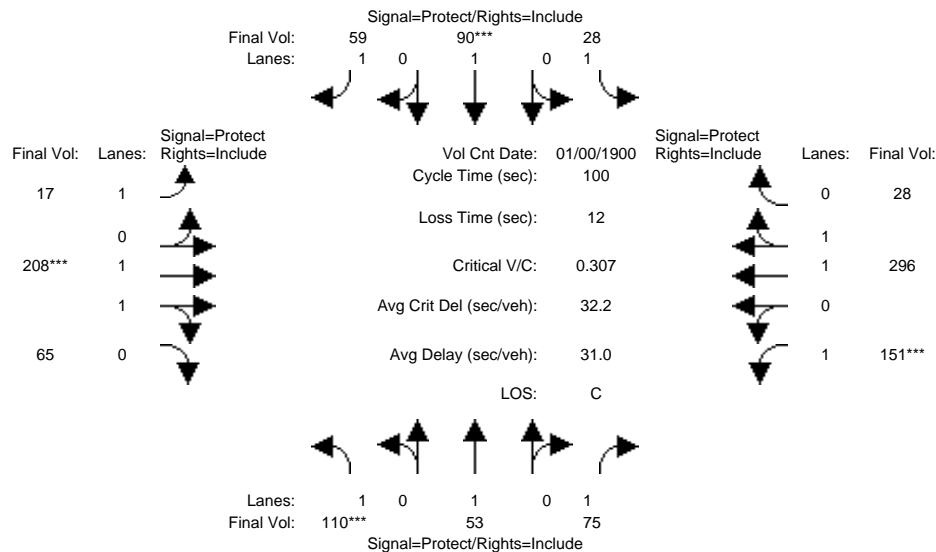 Signal=Protect/Rights=Include
Final Vol: 59 90*** 28
Lanes: 1 0 1 0 1
Signal=Protect Signal=Protect
Final Vol: Lanes: Rights=Include Vol Cnt Date: 01/00/1900 Rights=Include Lanes: Final Vol:
Cycle Time (sec): 100
17 1 0 28
Loss Time (sec): 12
0 1
208*** 1 Critical V/C: 0.307 1 296
1 Avg Crit Del (sec/veh): 32.2 0
65 0 Avg Delay (sec/veh): 31.0 1 151***
LOS: C
Lanes: 1 0 1 0 1
Final Vol: 110*** 53 75
Signal=Protect/Rights=Include